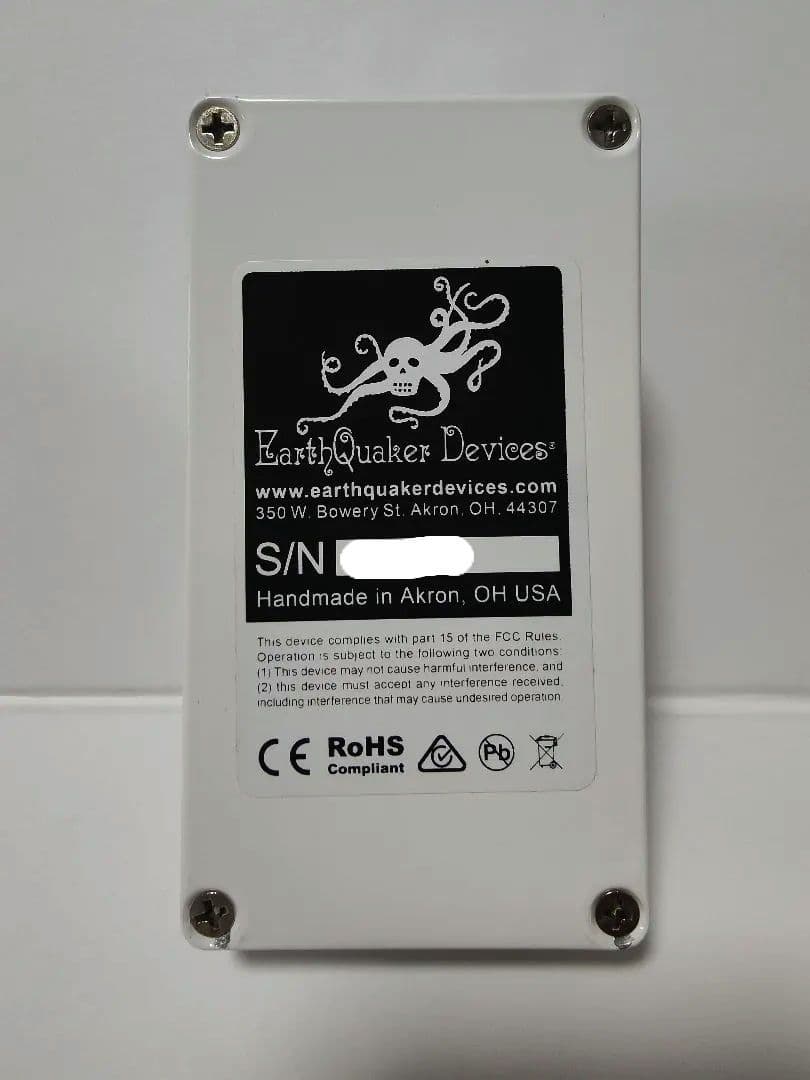 EarthQuaker Devices®
www.earthquakerdevices.com
350 W. Bowery St. Akron, OH. 44307
S/N
Handmade in Akron, OH USA
This device complies with part 15 of the FCC Rules.
Operation is subject to the following two conditions:
(1) This device may not cause harmful interference, and
(2) this device must accept any interference received,
including interference that may cause undesired operation.
CE RoHS Pb
Compliant